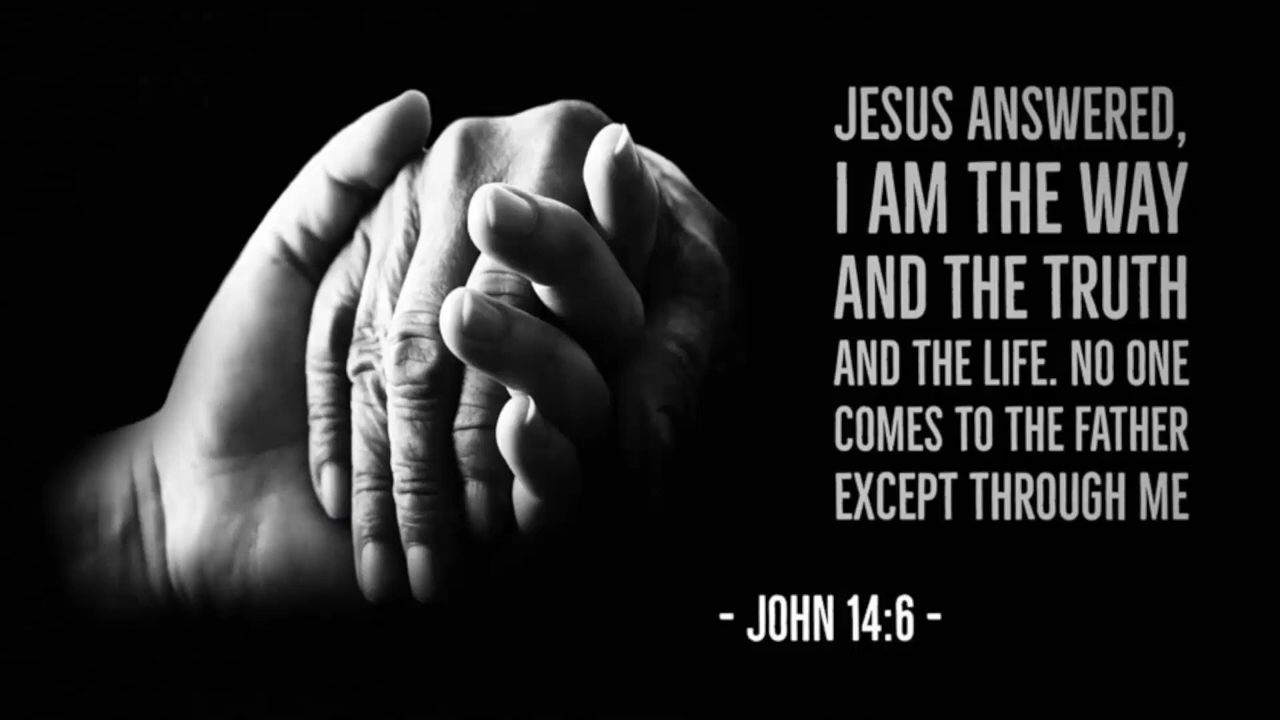 JESUS ANSWERED,
I AM THE WAY
AND THE TRUTH
AND THE LIFE. NO ONE
COMES TO THE FATHER
EXCEPT THROUGH ME
- JOHN 14:6 -